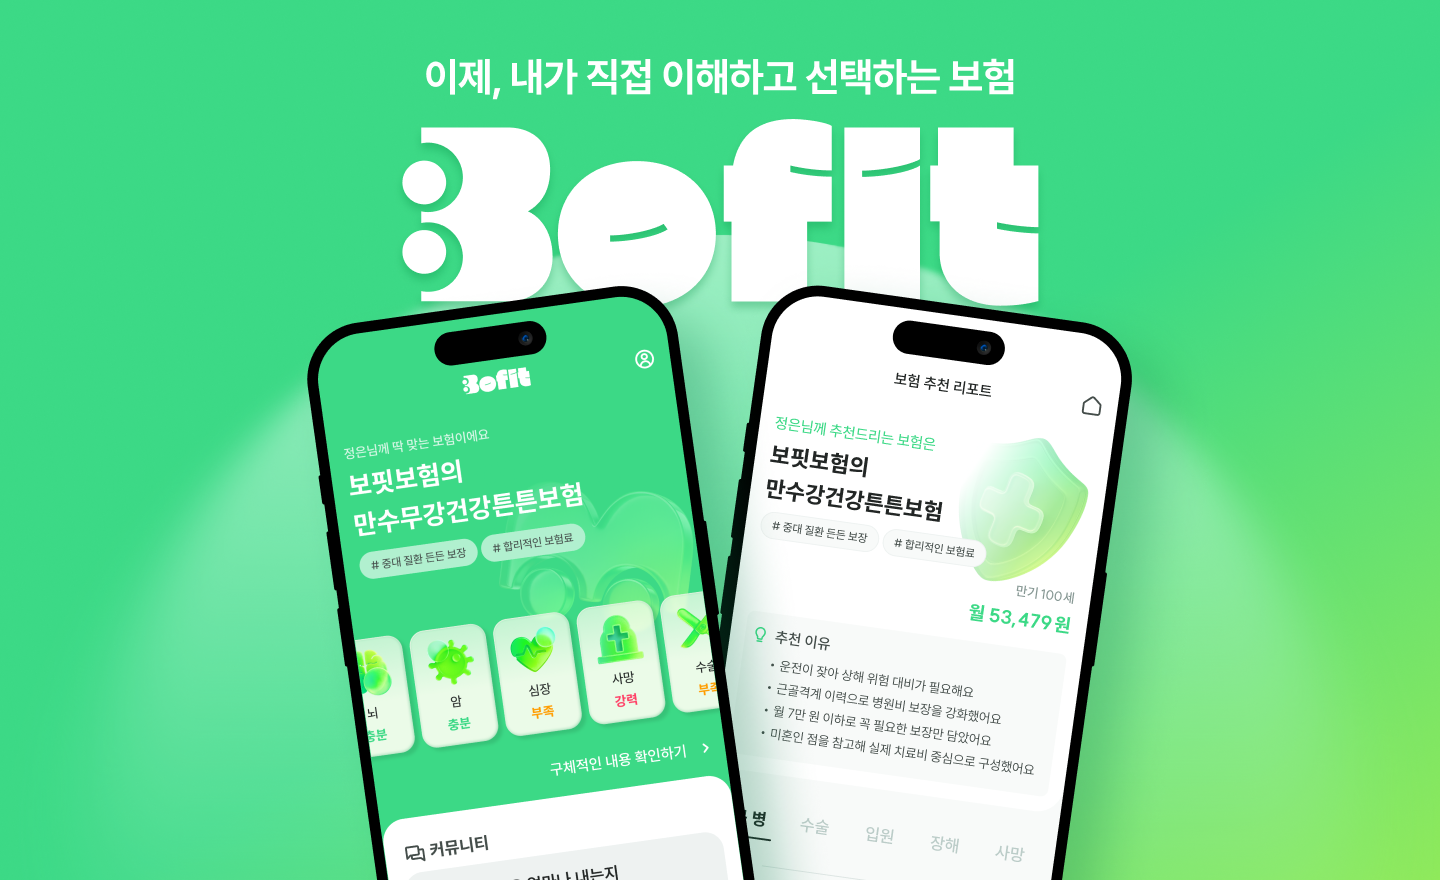 이제, 내가 직접 이해하고 선택하는 보험
Bofit
Bofit
정은님께 딱 맞는 보험이에요
보핏보험의
만수무강건강튼튼보험
# 중대 질환 든든 보장
# 합리적인 보험료
뇌
충분
암
충분
심장
부족
사망
강력
수술
부족
구체적인 내용 확인하기
커뮤니티
얼마나 내는지
보험 추천 리포트
정은님께 추천드리는 보험은
보핏보험의
만수강건강튼튼보험
# 중대 질환 든든 보장
# 합리적인 보험료
만기 100세
월 53,479원
추천 이유
• 운전이 잦아 상해 위험 대비가 필요해요
• 근골격계 이력으로 병원비 보장을 강화했어요
• 월 7만 원 이하로 꼭 필요한 보장만 담았어요
• 미혼인 점을 참고해 실제 치료비 중심으로 구성했어요
병
수술
입원
장해
사망